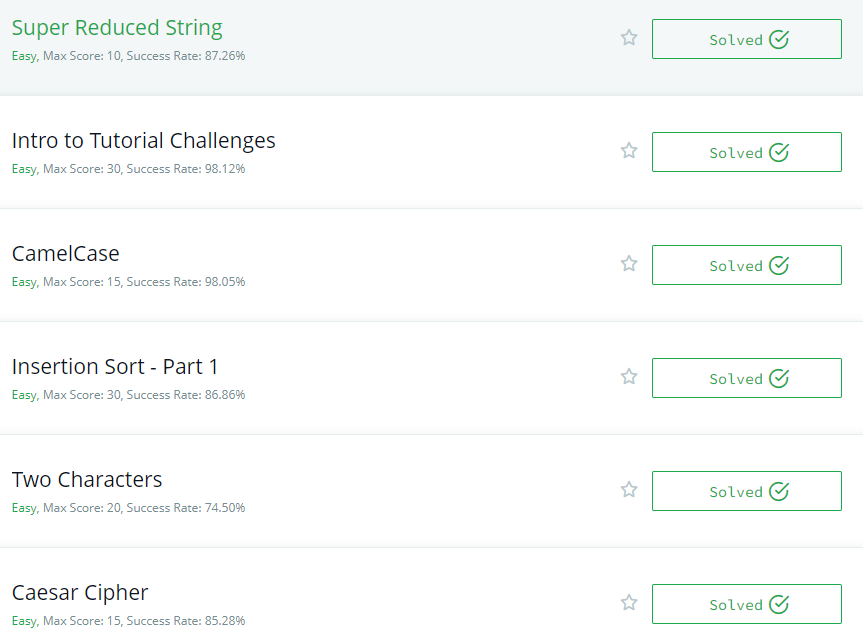 Super Reduced String
Easy, Max Score: 10, Success Rate: 87.26%
Solved
Intro to Tutorial Challenges
Easy, Max Score: 30, Success Rate: 98.12%
Solved
CamelCase
Easy, Max Score: 15, Success Rate: 98.05%
Solved
Insertion Sort - Part 1
Easy, Max Score: 30, Success Rate: 86.86%
Solved
Two Characters
Easy, Max Score: 20, Success Rate: 74.50%
Solved
Caesar Cipher
Easy, Max Score: 15, Success Rate: 85.28%
Solved